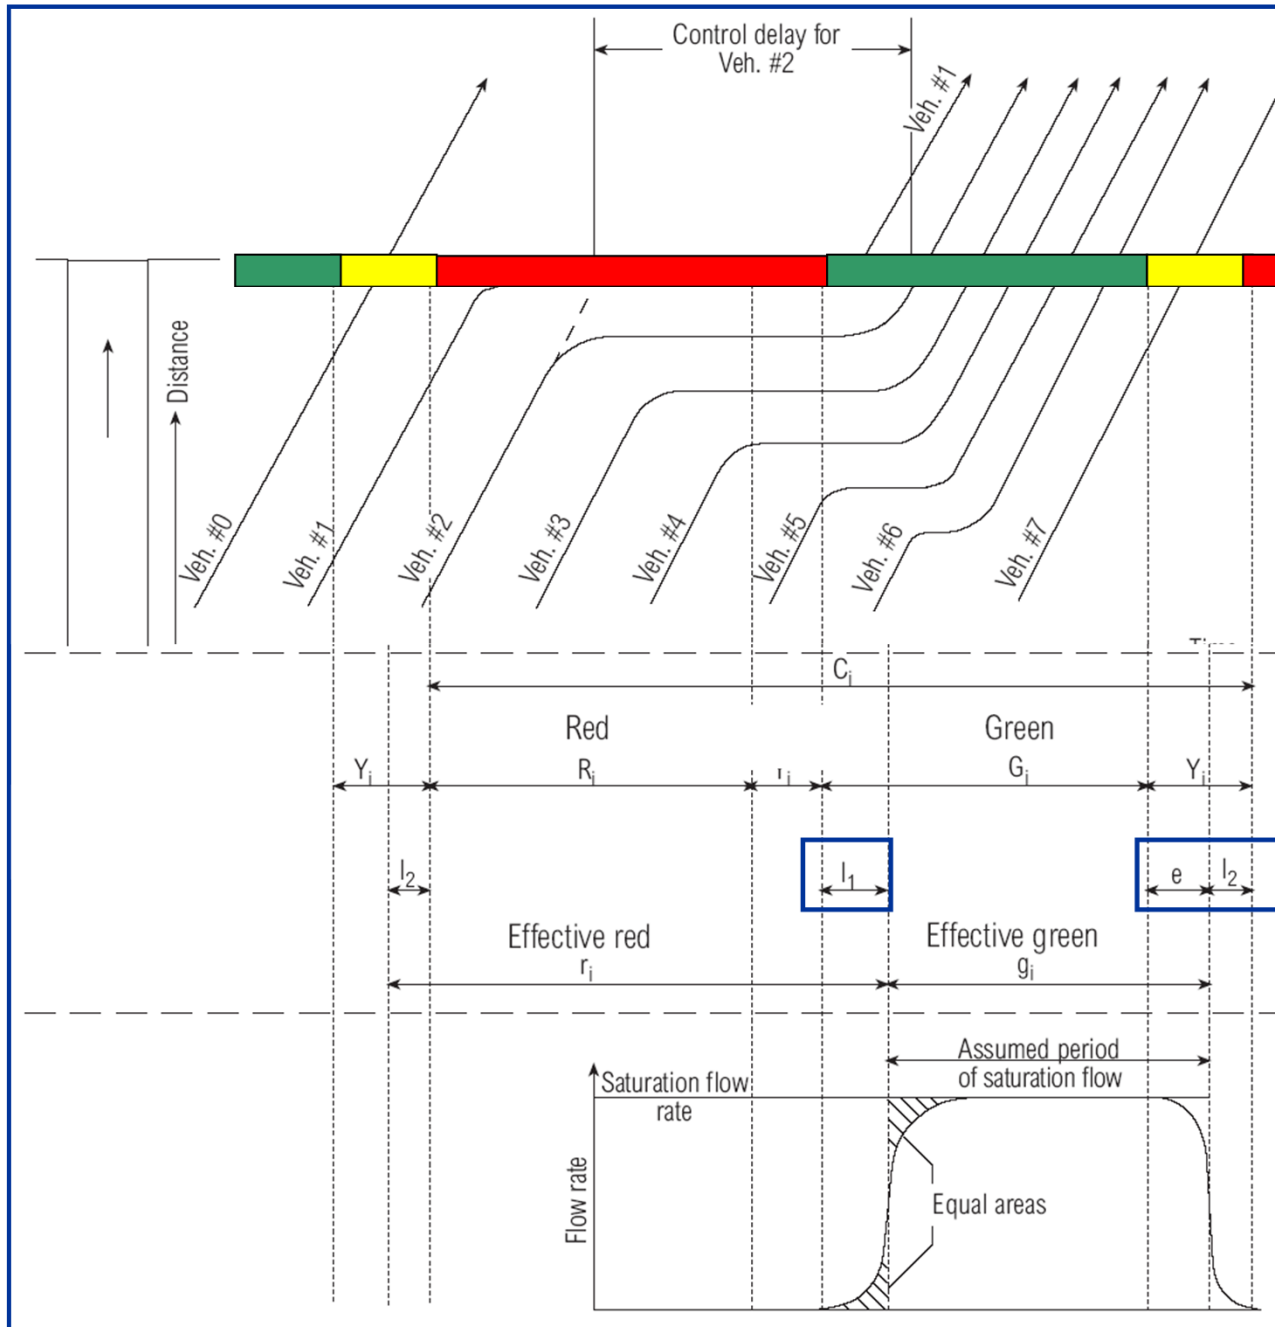 Control delay for
Veh. #2
Veh. #1
Distance
Veh. #0
Veh. #1
Veh. #2
Veh. #3
Veh. #4
Veh. #5
Veh. #6
Veh. #7
Ci
Red
Green
Yi
Ri
Gi
Yi
l2
l1
e
l2
Effective red
ri
Effective green
gi
Assumed period
of saturation flow
Saturation flow
rate
Flow rate
Equal areas